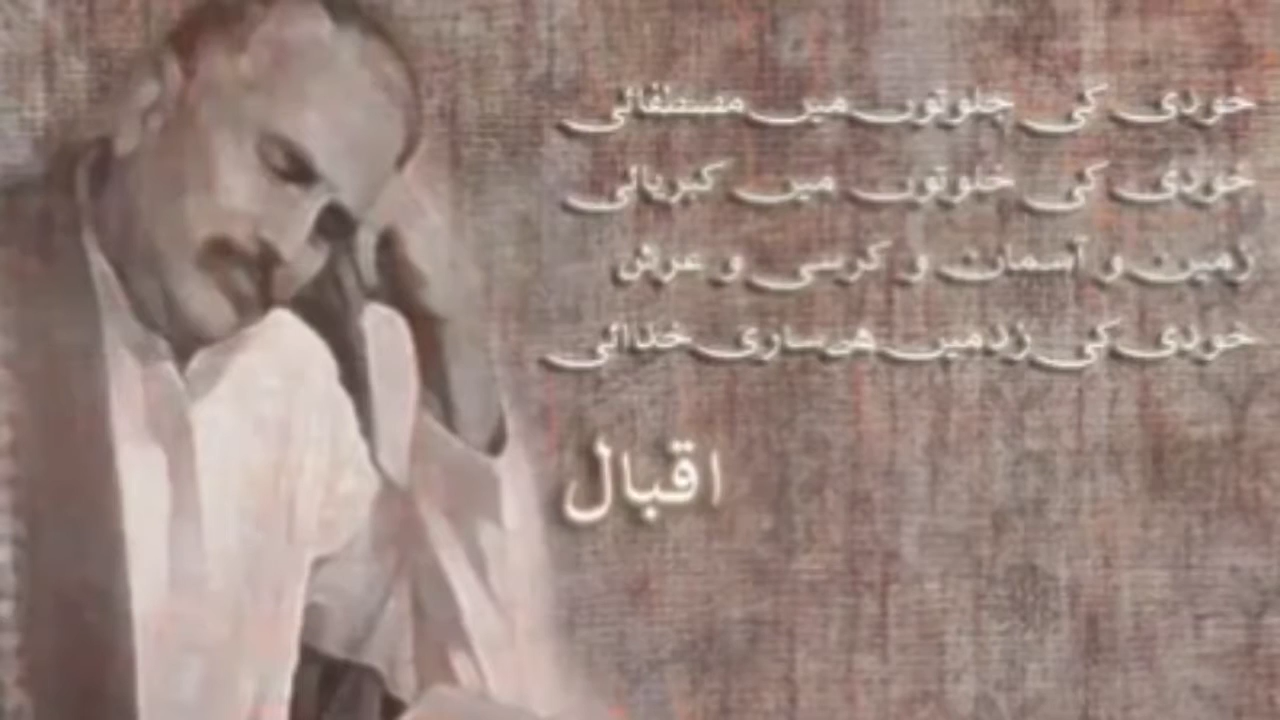 خودی کی جلوتوں میں مصطفائی
خودی کی خلوتوں میں کبریائی
زمین و آسمان و کرسی و عرش
خودی کی زد میں ہے ساری خدائی
اقبال